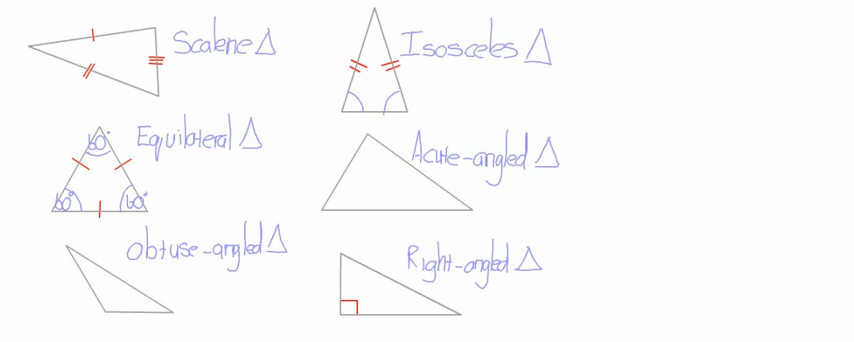 Scalene Δ
Isosceles Δ
60°
Equilateral Δ
60°
60°
Acute-angled Δ
Obtuse-angled Δ
Right-angled Δ